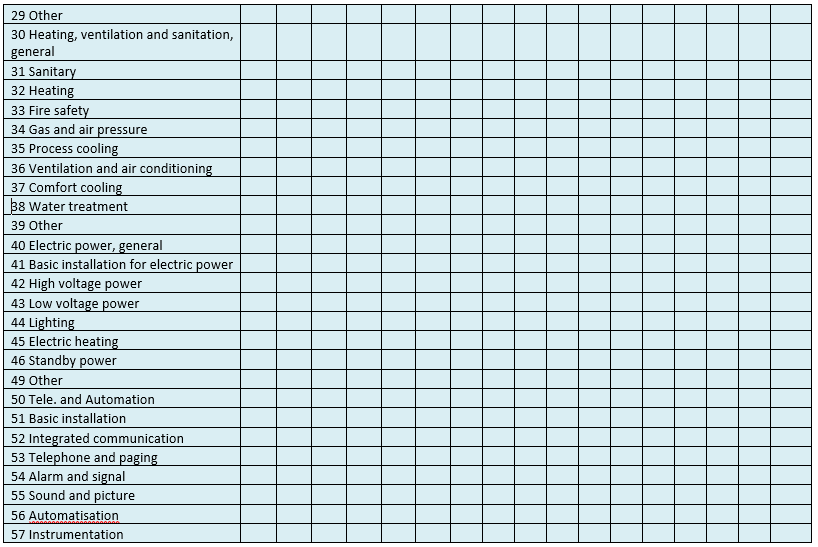 29 Other
30 Heating, ventilation and sanitation,
general
31 Sanitary
32 Heating
33 Fire safety
34 Gas and air pressure
35 Process cooling
36 Ventilation and air conditioning
37 Comfort cooling
38 Water treatment
39 Other
40 Electric power, general
41 Basic installation for electric power
42 High voltage power
43 Low voltage power
44 Lighting
45 Electric heating
46 Standby power
49 Other
50 Tele. and Automation
51 Basic installation
52 Integrated communication
53 Telephone and paging
54 Alarm and signal
55 Sound and picture
56 Automatisation
57 Instrumentation